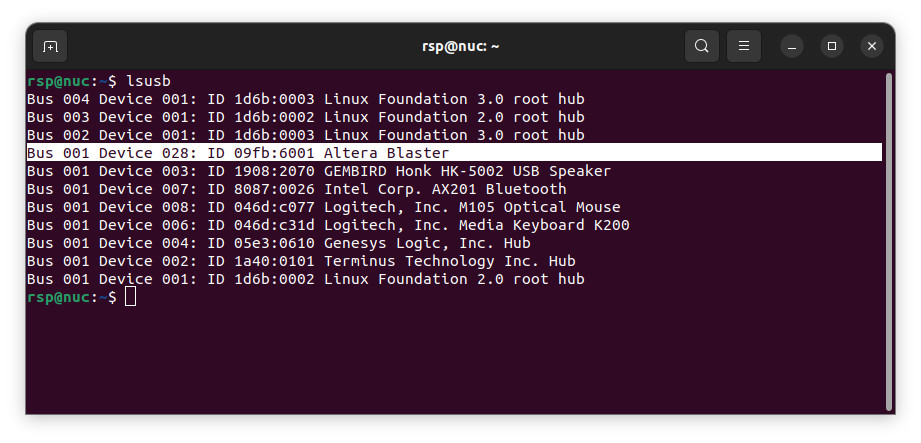 rsp@nuc: ~
rsp@nuc:~$ lsusb
Bus 004 Device 001: ID 1d6b:0003 Linux Foundation 3.0 root hub
Bus 003 Device 001: ID 1d6b:0002 Linux Foundation 2.0 root hub
Bus 002 Device 001: ID 1d6b:0003 Linux Foundation 3.0 root hub
Bus 001 Device 028: ID 09fb:6001 Altera Blaster
Bus 001 Device 003: ID 1908:2070 GEMBIRD Honk HK-5002 USB Speaker
Bus 001 Device 007: ID 8087:0026 Intel Corp. AX201 Bluetooth
Bus 001 Device 008: ID 046d:c077 Logitech, Inc. M105 Optical Mouse
Bus 001 Device 006: ID 046d:c31d Logitech, Inc. Media Keyboard K200
Bus 001 Device 004: ID 05e3:0610 Genesys Logic, Inc. Hub
Bus 001 Device 002: ID 1a40:0101 Terminus Technology Inc. Hub
Bus 001 Device 001: ID 1d6b:0002 Linux Foundation 2.0 root hub
rsp@nuc:~$